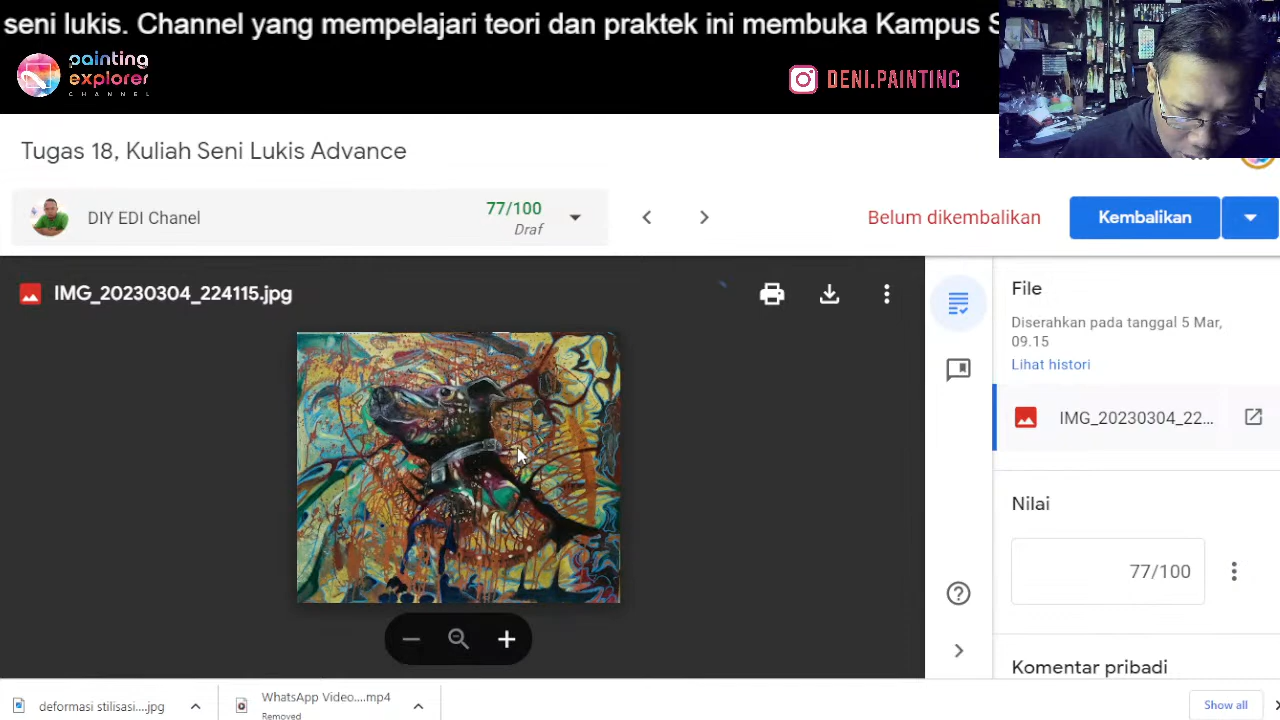 seni lukis. Channel yang mempelajari teori dan praktek ini membuka Kampus S
painting
explorer
CHANNEL
DENI.PAINTING
Tugas 18, Kuliah Seni Lukis Advance
DIY EDI Chanel
77/100
Draf
Belum dikembalikan
Kembalikan
IMG_20230304_224115.jpg
File
Diserahkan pada tanggal 5 Mar,
09.15
Lihat histori
IMG_20230304_22...
Nilai
77/100
Komentar pribadi
deformasi stilisasi....jpg
WhatsApp Video....mp4
Removed
Show all